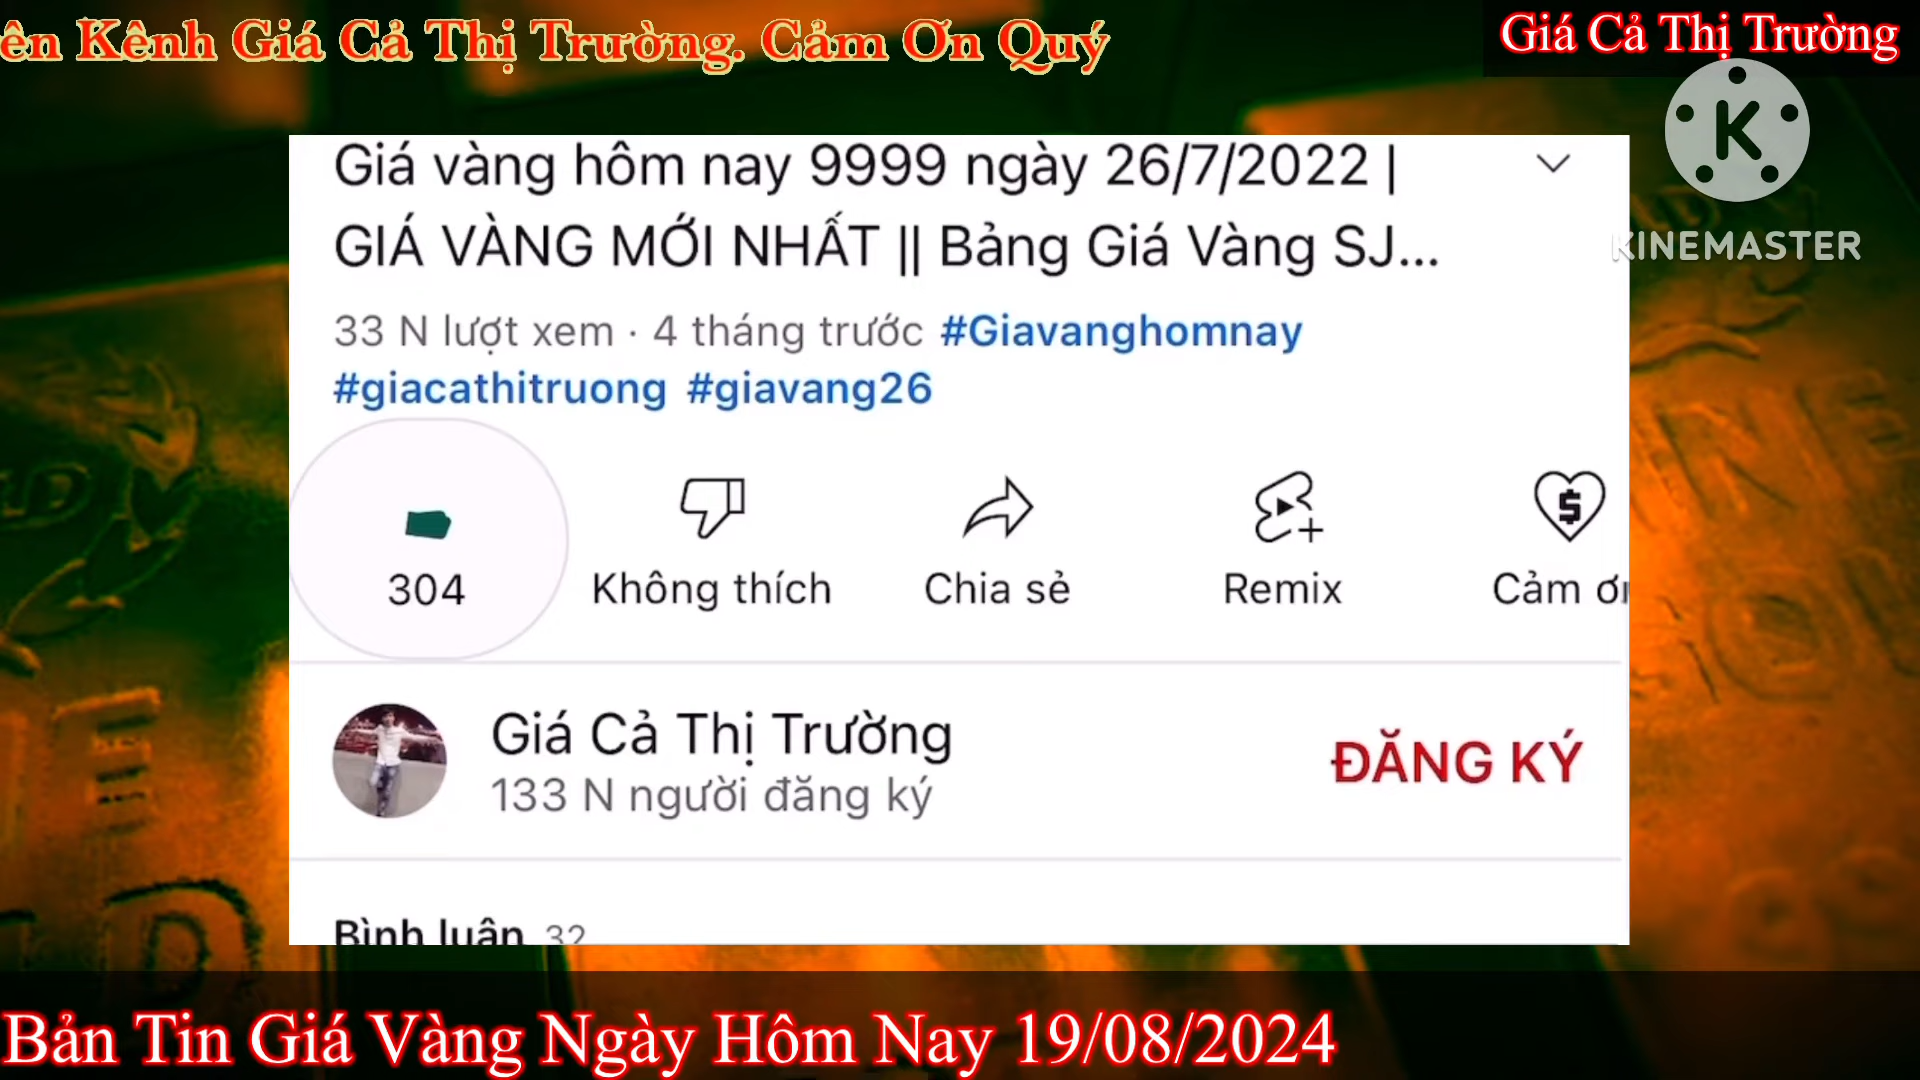 ên Kênh Giá Cả Thị Trường. Cảm Ơn Quý
Giá Cả Thị Trường
K
KINEMASTER
Giá vàng hôm nay 9999 ngày 26/7/2022 |
GIÁ VÀNG MỚI NHẤT || Bảng Giá Vàng SJ...
33 N lượt xem · 4 tháng trước #Giavanghomnay
#giacathitruong #giavang26
304
Không thích
Chia sẻ
Remix
Cảm ơn
Giá Cả Thị Trường
133 N người đăng ký
ĐĂNG KÝ
Bình luận 32
Bản Tin Giá Vàng Ngày Hôm Nay 19/08/2024